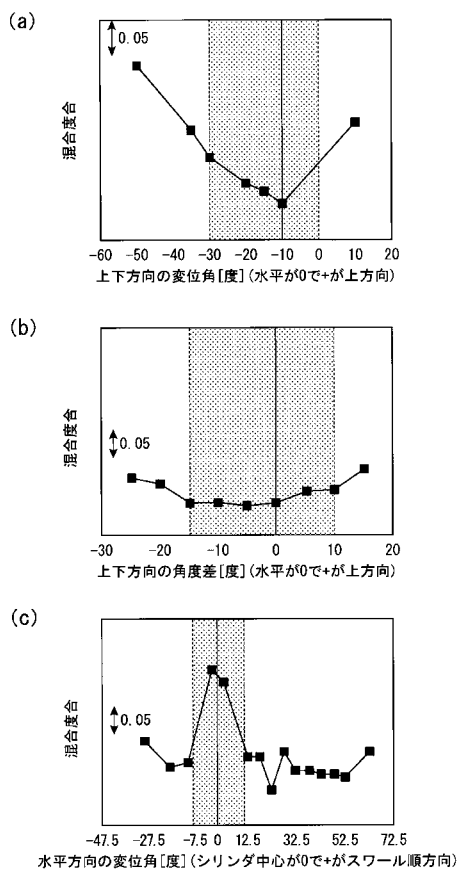 (a)
0.05
混合度合
-60 -50 -40 -30 -20 -10 0 10 20
上下方向の変位角[度](水平が0で+が上方向)
(b)
0.05
混合度合
-30 -20 -10 0 10 20
上下方向の角度差[度](水平が0で+が上方向)
(c)
0.05
混合度合
-47.5 -27.5 -7.5 0 12.5 32.5 52.5 72.5
水平方向の変位角[度](シリンダ中心が0で+がスワール順方向)